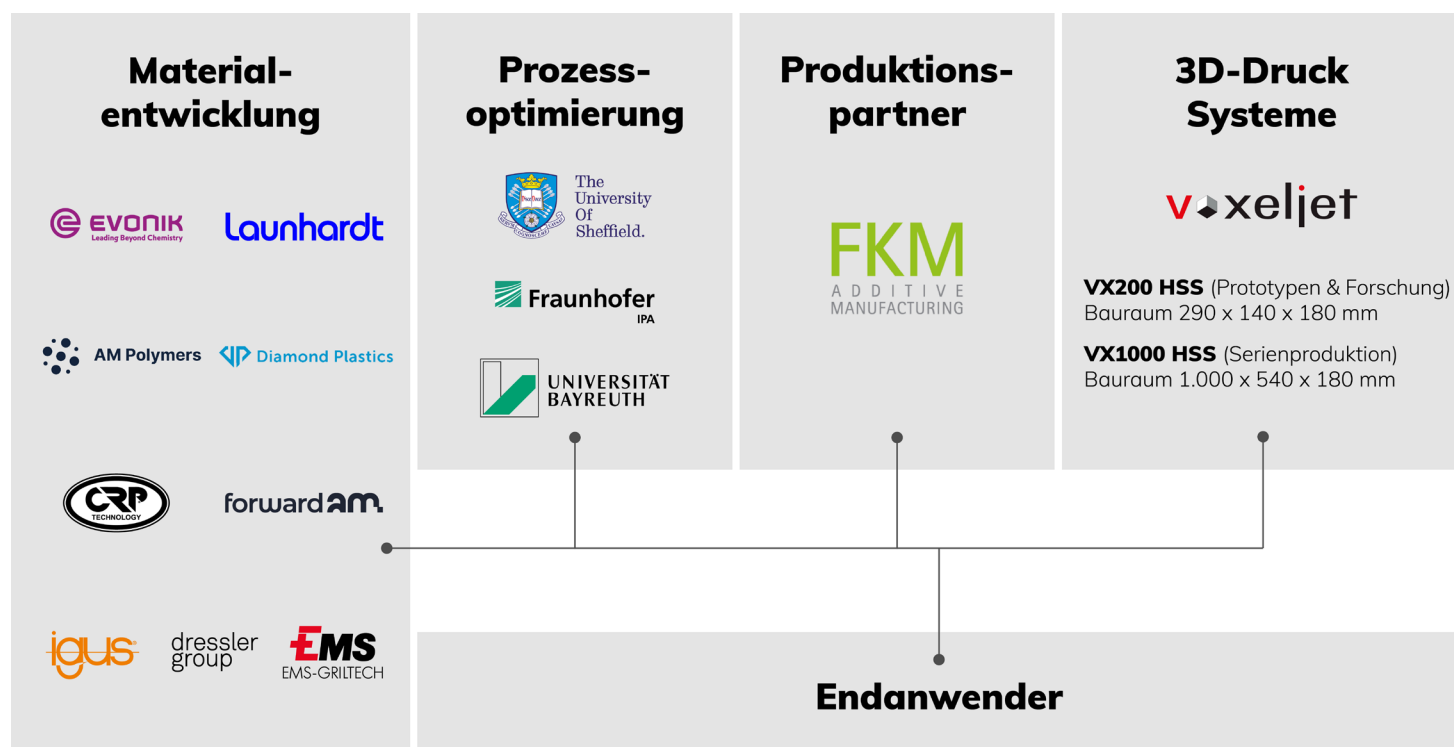 Material-
entwicklung
EVONIK
Leading Beyond Chemistry
Launhardt
AM Polymers
Diamond Plastics
CRP
TECHNOLOGY
forward am.
igus®
dressler
group
EMS
EMS-GRILTECH
Prozess-
optimierung
The
University
Of
Sheffield.
Fraunhofer
IPA
UNIVERSITÄT
BAYREUTH
Produktions-
partner
FKM
ADDITIVE
MANUFACTURING
3D-Druck
Systeme
voxeljet
VX200 HSS (Prototypen & Forschung)
Bauraum 290 x 140 x 180 mm
VX1000 HSS (Serienproduktion)
Bauraum 1.000 x 540 x 180 mm
Endanwender